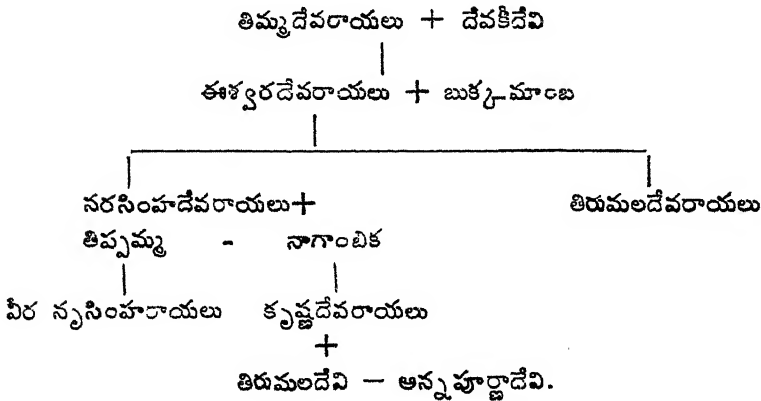 తిమ్మదేవరాయలు + దేవకీదేవి
ఈశ్వరదేవరాయలు + బుక్కమాంబ
నరసింహదేవరాయలు+ తిరుమలదేవరాయలు
తిప్పమ్మ - నాగాంబిక
వీర నృసింహరాయలు కృష్ణదేవరాయలు
+
తిరుమలదేవి – అన్నపూర్ణాదేవి.